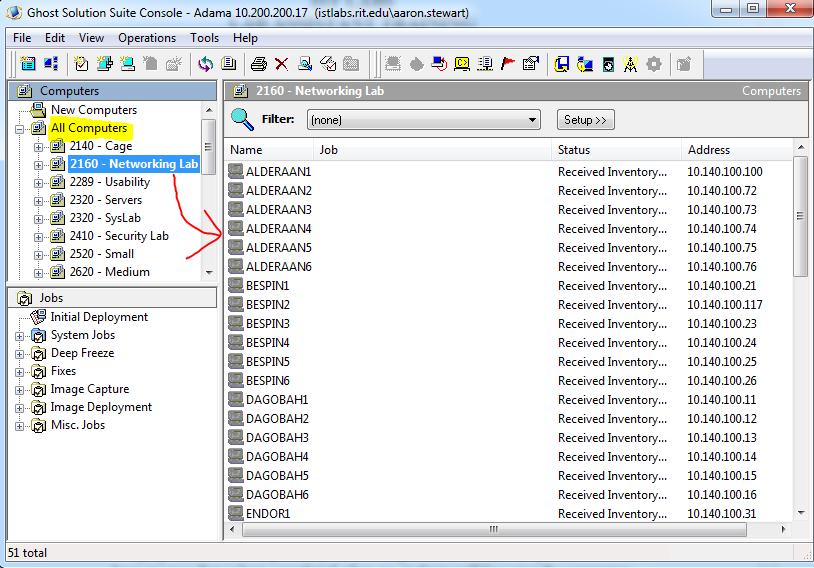 Ghost Solution Suite Console - Adama 10.200.200.17 (istlabs.rit.edu\aaron.stewart)
File Edit View Operations Tools Help
Computers
New Computers
All Computers
2140 - Cage
2160 - Networking Lab
2289 - Usability
2320 - Servers
2320 - SysLab
2410 - Security Lab
2520 - Small
2620 - Medium
Jobs
Initial Deployment
System Jobs
Deep Freeze
Fixes
Image Capture
Image Deployment
Misc. Jobs
2160 - Networking Lab Computers
Filter: (none) Setup >>
Name Job Status Address
ALDERAAN1 Received Inventory... 10.140.100.100
ALDERAAN2 Received Inventory... 10.140.100.72
ALDERAAN3 Received Inventory... 10.140.100.73
ALDERAAN4 Received Inventory... 10.140.100.74
ALDERAAN5 Received Inventory... 10.140.100.75
ALDERAAN6 Received Inventory... 10.140.100.76
BESPIN1 Received Inventory... 10.140.100.21
BESPIN2 Received Inventory... 10.140.100.117
BESPIN3 Received Inventory... 10.140.100.23
BESPIN4 Received Inventory... 10.140.100.24
BESPIN5 Received Inventory... 10.140.100.25
BESPIN6 Received Inventory... 10.140.100.26
DAGOBAH1 Received Inventory... 10.140.100.11
DAGOBAH2 Received Inventory... 10.140.100.12
DAGOBAH3 Received Inventory... 10.140.100.13
DAGOBAH4 Received Inventory... 10.140.100.14
DAGOBAH5 Received Inventory... 10.140.100.15
DAGOBAH6 Received Inventory... 10.140.100.16
ENDOR1 Received Inventory... 10.140.100.31
51 total